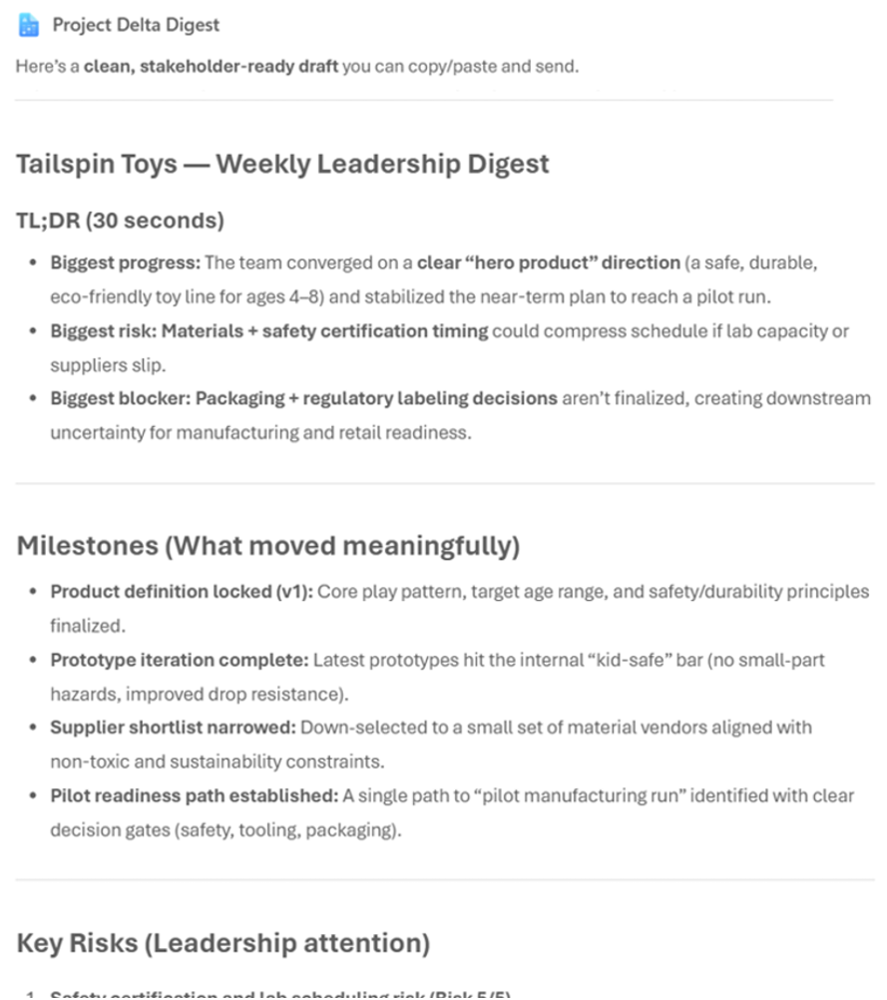 Project Delta Digest
Here's a clean, stakeholder-ready draft you can copy/paste and send.
Tailspin Toys — Weekly Leadership Digest
TL;DR (30 seconds)
• Biggest progress: The team converged on a clear “hero product” direction (a safe, durable,
eco-friendly toy line for ages 4–8) and stabilized the near-term plan to reach a pilot run.
• Biggest risk: Materials + safety certification timing could compress schedule if lab capacity or
suppliers slip.
• Biggest blocker: Packaging + regulatory labeling decisions aren't finalized, creating downstream
uncertainty for manufacturing and retail readiness.
Milestones (What moved meaningfully)
• Product definition locked (v1): Core play pattern, target age range, and safety/durability principles
finalized.
• Prototype iteration complete: Latest prototypes hit the internal “kid-safe” bar (no small-part
hazards, improved drop resistance).
• Supplier shortlist narrowed: Down-selected to a small set of material vendors aligned with
non-toxic and sustainability constraints.
• Pilot readiness path established: A single path to “pilot manufacturing run” identified with clear
decision gates (safety, tooling, packaging).
Key Risks (Leadership attention)
1. Safety certification and lab scheduling risk (Risk 5/5)